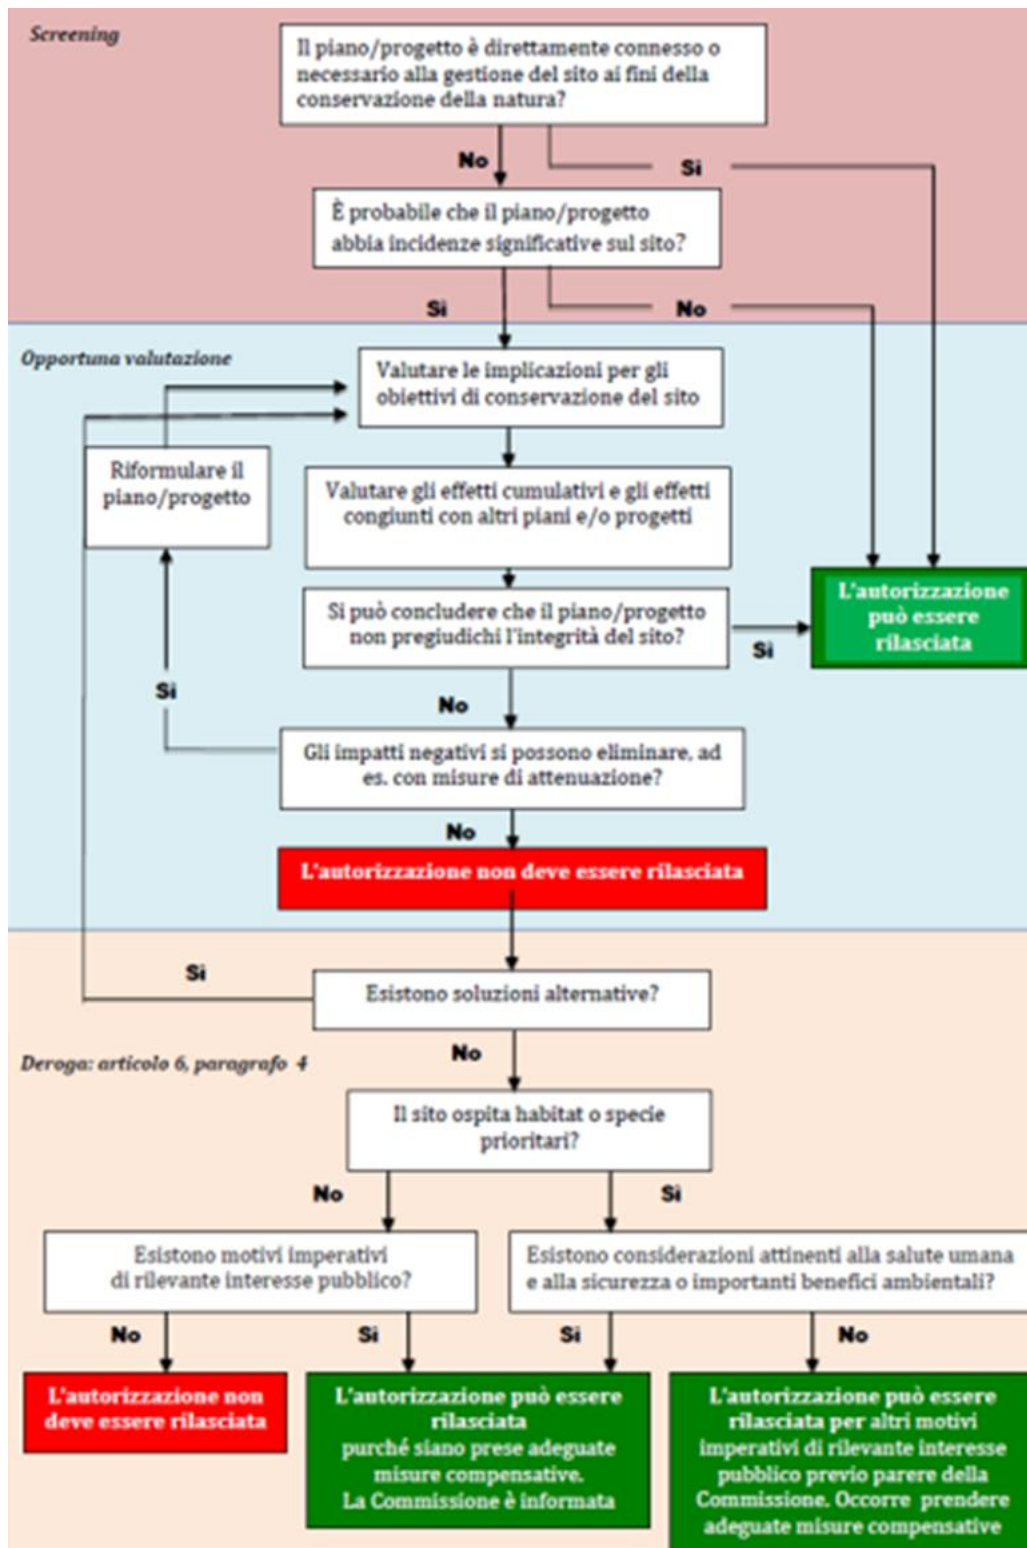 Screening
Il piano/progetto è direttamente connesso o
necessario alla gestione del sito ai fini della
conservazione della natura?
No
Sì
È probabile che il piano/progetto
abbia incidenze significative sul sito?
Sì
No
Opportuna valutazione
Valutare le implicazioni per gli
obiettivi di conservazione del sito
Riformulare il
piano/progetto
Valutare gli effetti cumulativi e gli effetti
congiunti con altri piani e/o progetti
L'autorizzazione
può essere
rilasciata
Si può concludere che il piano/progetto
non pregiudichi l'integrità del sito?
Sì
Sì
No
Gli impatti negativi si possono eliminare, ad
es. con misure di attenuazione?
No
L'autorizzazione non deve essere rilasciata
Sì
Esistono soluzioni alternative?
No
Deroga: articolo 6, paragrafo 4
Il sito ospita habitat o specie
prioritari?
No
Sì
Esistono motivi imperativi
di rilevante interesse pubblico?
Esistono considerazioni attinenti alla salute umana
e alla sicurezza o importanti benefici ambientali?
No
Sì
Sì
No
L'autorizzazione non
deve essere rilasciata
L'autorizzazione può essere
rilasciata
purché siano prese adeguate
misure compensative.
La Commissione è informata
L'autorizzazione può essere
rilasciata per altri motivi
imperativi di rilevante interesse
pubblico previo parere della
Commissione. Occorre prendere
adeguate misure compensative